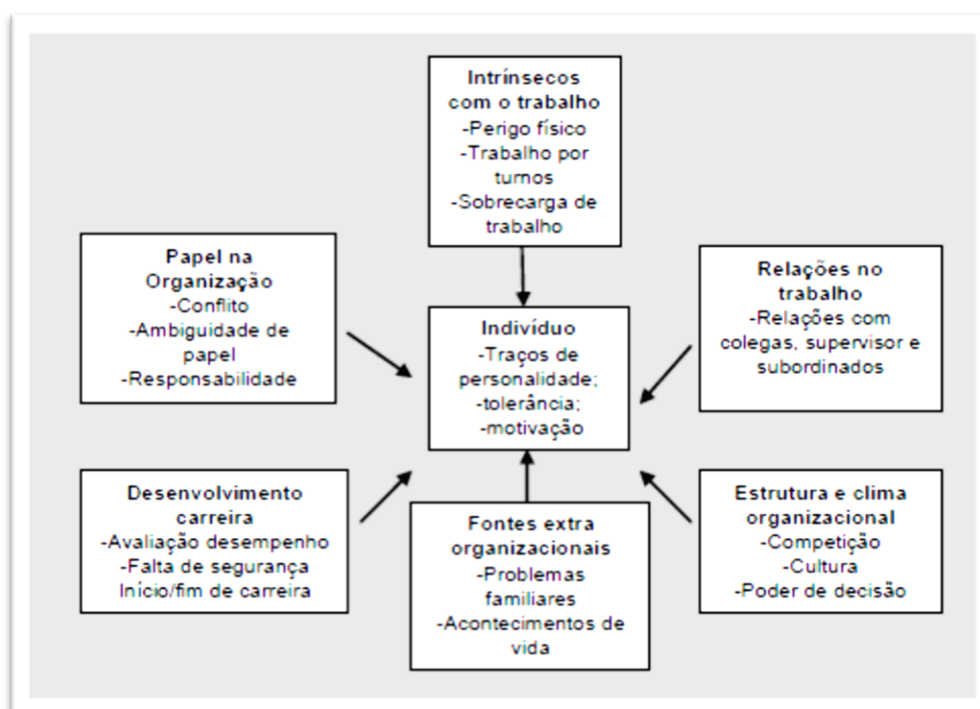 Intrínsecos
com o trabalho
-Perigo físico
-Trabalho por
turnos
-Sobrecarga de
trabalho
Papel na
Organização
-Conflito
-Ambiguidade de
papel
-Responsabilidade
Indivíduo
-Traços de
personalidade;
-tolerância;
-motivação
Relações no
trabalho
-Relações com
colegas, supervisor e
subordinados
Desenvolvimento
carreira
-Avaliação desempenho
-Falta de segurança
Início/fim de carreira
Fontes extra
organizacionais
-Problemas
familiares
-Acontecimentos de
vida
Estrutura e clima
organizacional
-Competição
-Cultura
-Poder de decisão